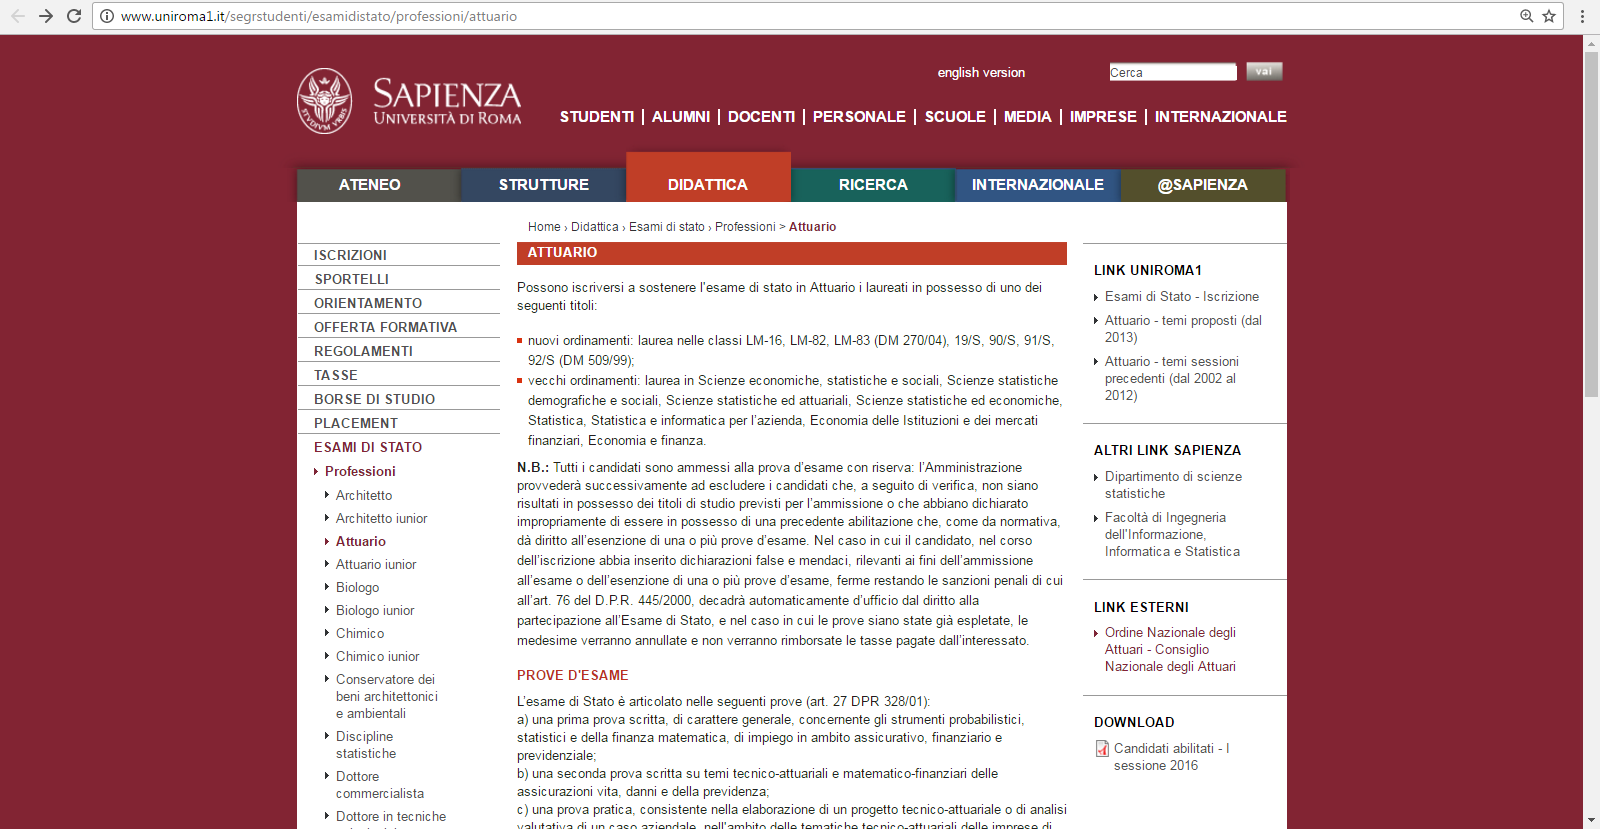 www.uniroma1.it/segrstudenti/esamidistato/professioni/attuario
english version
Cerca
vai
SAPIENZA
UNIVERSITÀ DI ROMA
STUDIVM VRBIS
STUDENTI | ALUMNI | DOCENTI | PERSONALE | SCUOLE | MEDIA | IMPRESE | INTERNAZIONALE
ATENEO STRUTTURE DIDATTICA RICERCA INTERNAZIONALE @SAPIENZA
Home › Didattica › Esami di stato › Professioni > Attuario
ISCRIZIONI
SPORTELLI
ORIENTAMENTO
OFFERTA FORMATIVA
REGOLAMENTI
TASSE
BORSE DI STUDIO
PLACEMENT
ESAMI DI STATO
Professioni
Architetto
Architetto iunior
Attuario
Attuario iunior
Biologo
Biologo iunior
Chimico
Chimico iunior
Conservatore dei
beni architettonici
e ambientali
Discipline
statistiche
Dottore
commercialista
Dottore in tecniche
ATTUARIO
Possono iscriversi a sostenere l'esame di stato in Attuario i laureati in possesso di uno dei
seguenti titoli:
nuovi ordinamenti: laurea nelle classi LM-16, LM-82, LM-83 (DM 270/04), 19/S, 90/S, 91/S,
92/S (DM 509/99);
vecchi ordinamenti: laurea in Scienze economiche, statistiche e sociali, Scienze statistiche
demografiche e sociali, Scienze statistiche ed attuariali, Scienze statistiche ed economiche,
Statistica, Statistica e informatica per l'azienda, Economia delle Istituzioni e dei mercati
finanziari, Economia e finanza.
N.B.: Tutti i candidati sono ammessi alla prova d'esame con riserva: l'Amministrazione
provvederà successivamente ad escludere i candidati che, a seguito di verifica, non siano
risultati in possesso dei titoli di studio previsti per l'ammissione o che abbiano dichiarato
impropriamente di essere in possesso di una precedente abilitazione che, come da normativa,
dà diritto all'esenzione di una o più prove d'esame. Nel caso in cui il candidato, nel corso
dell'iscrizione abbia inserito dichiarazioni false e mendaci, rilevanti ai fini dell'ammissione
all'esame o dell'esenzione di una o più prove d'esame, ferme restando le sanzioni penali di cui
all'art. 76 del D.P.R. 445/2000, decadrà automaticamente d'ufficio dal diritto alla
partecipazione all'Esame di Stato, e nel caso in cui le prove siano state già espletate, le
medesime verranno annullate e non verranno rimborsate le tasse pagate dall'interessato.
PROVE D'ESAME
L'esame di Stato è articolato nelle seguenti prove (art. 27 DPR 328/01):
a) una prima prova scritta, di carattere generale, concernente gli strumenti probabilistici,
statistici e della finanza matematica, di impiego in ambito assicurativo, finanziario e
previdenziale;
b) una seconda prova scritta su temi tecnico-attuariali e matematico-finanziari delle
assicurazioni vita, danni e della previdenza;
c) una prova pratica, consistente nella elaborazione di un progetto tecnico-attuariale o di analisi
valutativa di un caso aziendale, nell'ambito delle tematiche tecnico-attuariali delle imprese di
LINK UNIROMA1
Esami di Stato - Iscrizione
Attuario - temi proposti (dal
2013)
Attuario - temi sessioni
precedenti (dal 2002 al
2012)
ALTRI LINK SAPIENZA
Dipartimento di scienze
statistiche
Facoltà di Ingegneria
dell'Informazione,
Informatica e Statistica
LINK ESTERNI
Ordine Nazionale degli
Attuari - Consiglio
Nazionale degli Attuari
DOWNLOAD
Candidati abilitati - I
sessione 2016